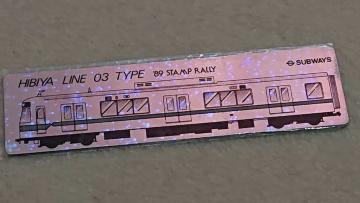 HIBIYA LINE 03 TYPE '89 STAMP RALLY
SUBWAYS